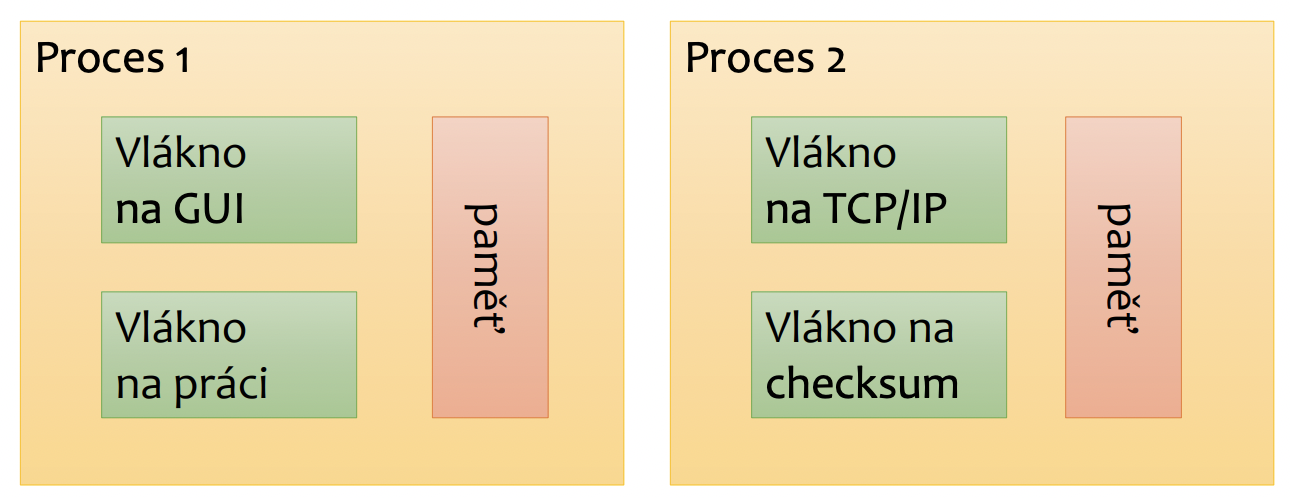 Proces 1
Vlákno
na GUI
Vlákno
na práci
paměť
Proces 2
Vlákno
na TCP/IP
Vlákno na
checksum
paměť